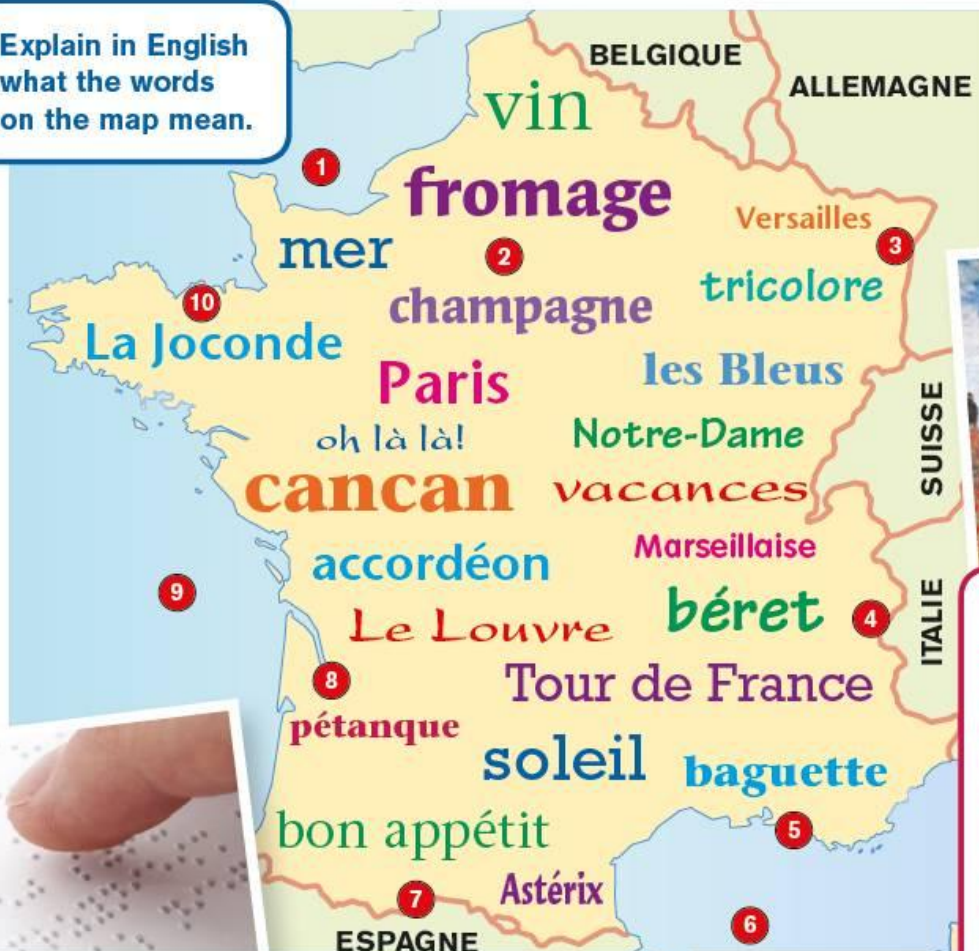 Explain in English
what the words
on the map mean.
BELGIQUE
ALLEMAGNE
vin
1
fromage
Versailles
3
mer
2
tricolore
10
champagne
La Joconde
les Bleus
Paris
SUISSE
oh là là!
Notre-Dame
cancan
vacances
Marseillaise
accordéon
9
béret
4
ITALIE
Le Louvre
8
Tour de France
pétanque
soleil
baguette
5
bon appétit
Astérix
7
6
ESPAGNE